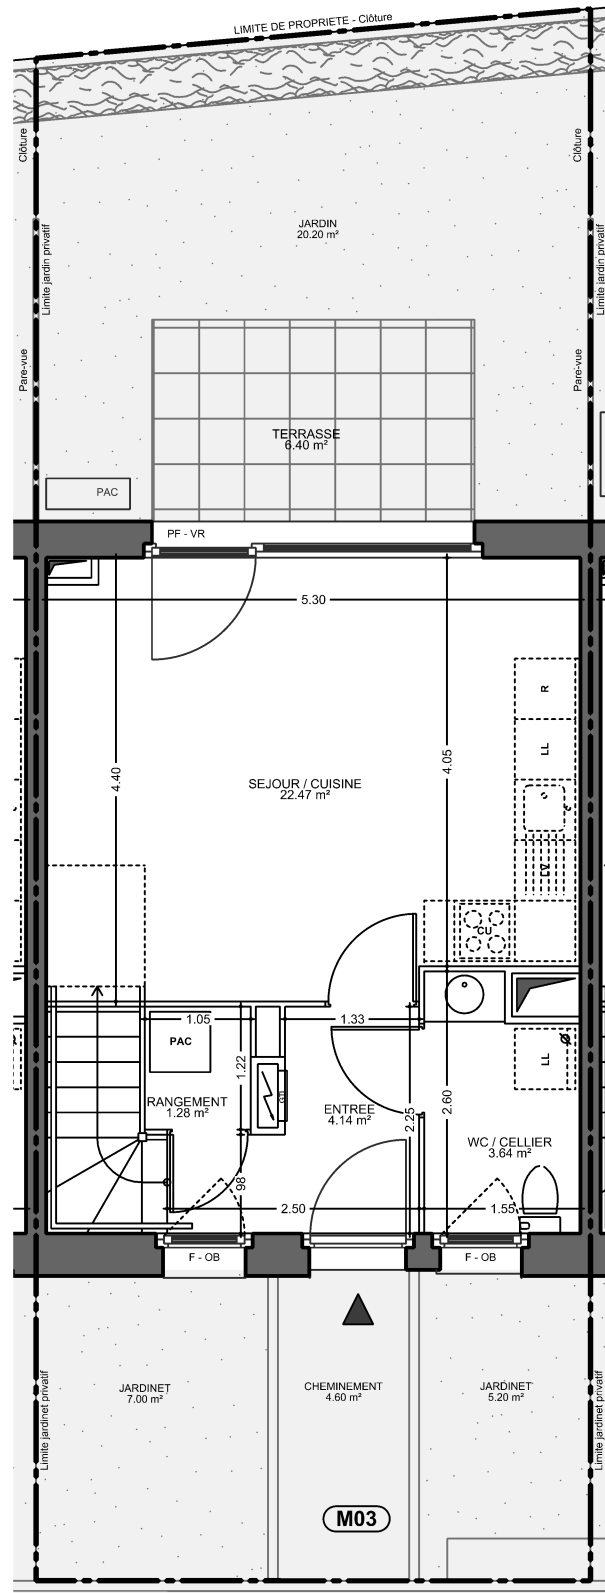 LIMITE DE PROPRIETE - Clôture
Clôture
Clôture
JARDIN
20.20 m²
Limite jardin privatif
Limite jardin privatif
Pare-vue
Pare-vue
TERRASSE
6.40 m²
PAC
PF - VR
5.30
R
LL
4.40
4.05
SEJOUR / CUISINE
22.47 m²
LV
CU
1.05
1.33
PAC
1.22
LL
GTL
RANGEMENT
1.28 m²
ENTREE
4.14 m²
2.25
2.60
WC / CELLIER
3.64 m²
98
2.50
1.55
F - OB
F - OB
JARDINET
7.00 m²
CHEMINEMENT
4.60 m²
JARDINET
5.20 m²
Limite jardinet privatif
Limite jardinet privatif
M03